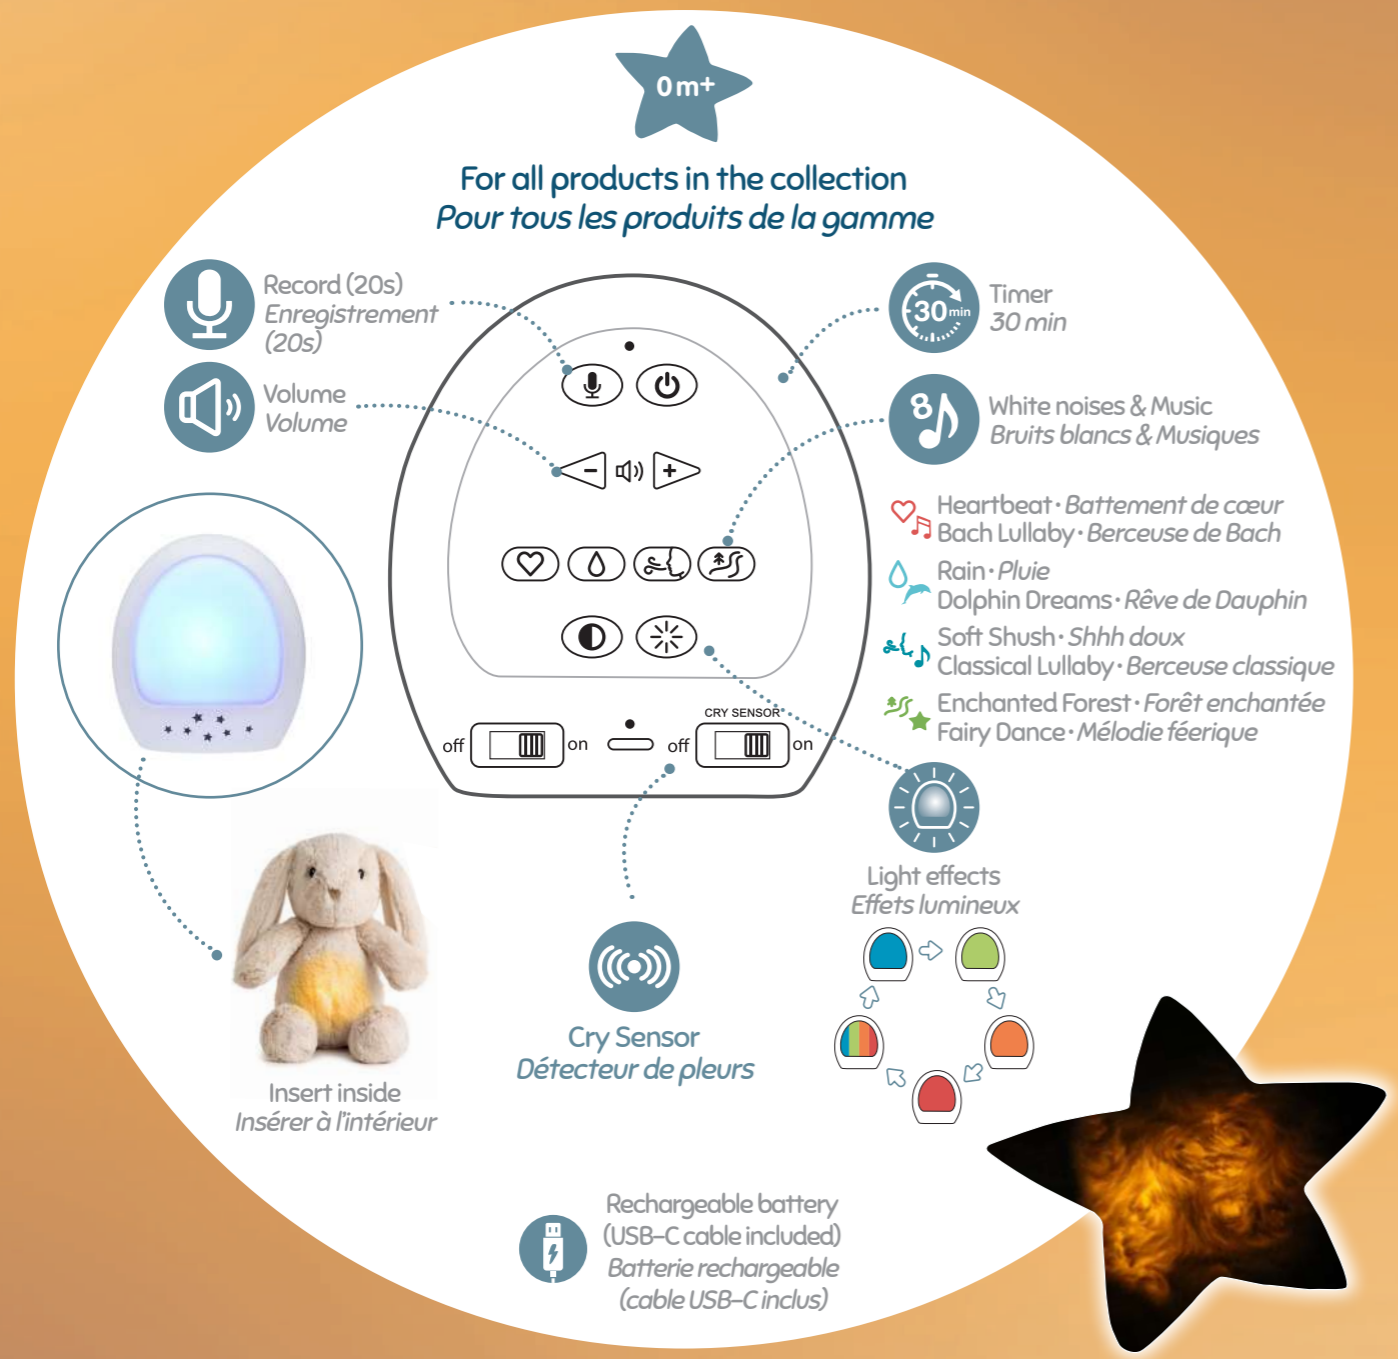 0m+
For all products in the collection
Pour tous les produits de la gamme
Record (20s)
Enregistrement
(20s)
Volume
Volume
30 min
Timer
30 min
8
White noises & Music
Bruits blancs & Musiques
Heartbeat · Battement de cœur
Bach Lullaby · Berceuse de Bach
Rain · Pluie
Dolphin Dreams · Rêve de Dauphin
Soft Shush · Shhh doux
Classical Lullaby · Berceuse classique
Enchanted Forest · Forêt enchantée
Fairy Dance · Mélodie féerique
- +
CRY SENSOR
off on off on
Light effects
Effets lumineux
Cry Sensor
Détecteur de pleurs
Insert inside
Insérer à l'intérieur
Rechargeable battery
(USB-C cable included)
Batterie rechargeable
(cable USB-C inclus)